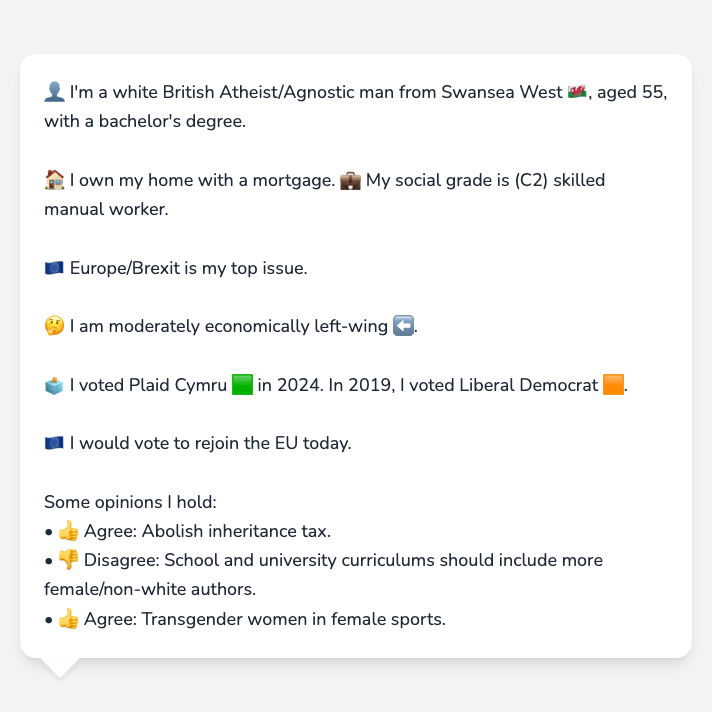 👤 I'm a white British Atheist/Agnostic man from Swansea West 🏴󠁧󠁢󠁷󠁬󠁳󠁿, aged 55,
with a bachelor's degree.
🏠 I own my home with a mortgage. 💼 My social grade is (C2) skilled
manual worker.
🇪🇺 Europe/Brexit is my top issue.
🤔 I am moderately economically left-wing ⬅️.
🗳️ I voted Plaid Cymru 🟩 in 2024. In 2019, I voted Liberal Democrat 🟧.
🇪🇺 I would vote to rejoin the EU today.
Some opinions I hold:
• 👍 Agree: Abolish inheritance tax.
• 👎 Disagree: School and university curriculums should include more
female/non-white authors.
• 👍 Agree: Transgender women in female sports.